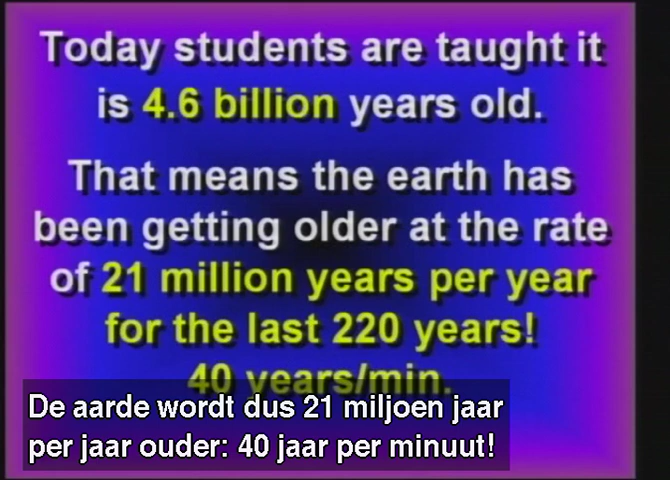 Today students are taught it
is 4.6 billion years old.
That means the earth has
been getting older at the rate
of 21 million years per year
for the last 220 years!
40 years/min.
De aarde wordt dus 21 miljoen jaar
per jaar ouder: 40 jaar per minuut!